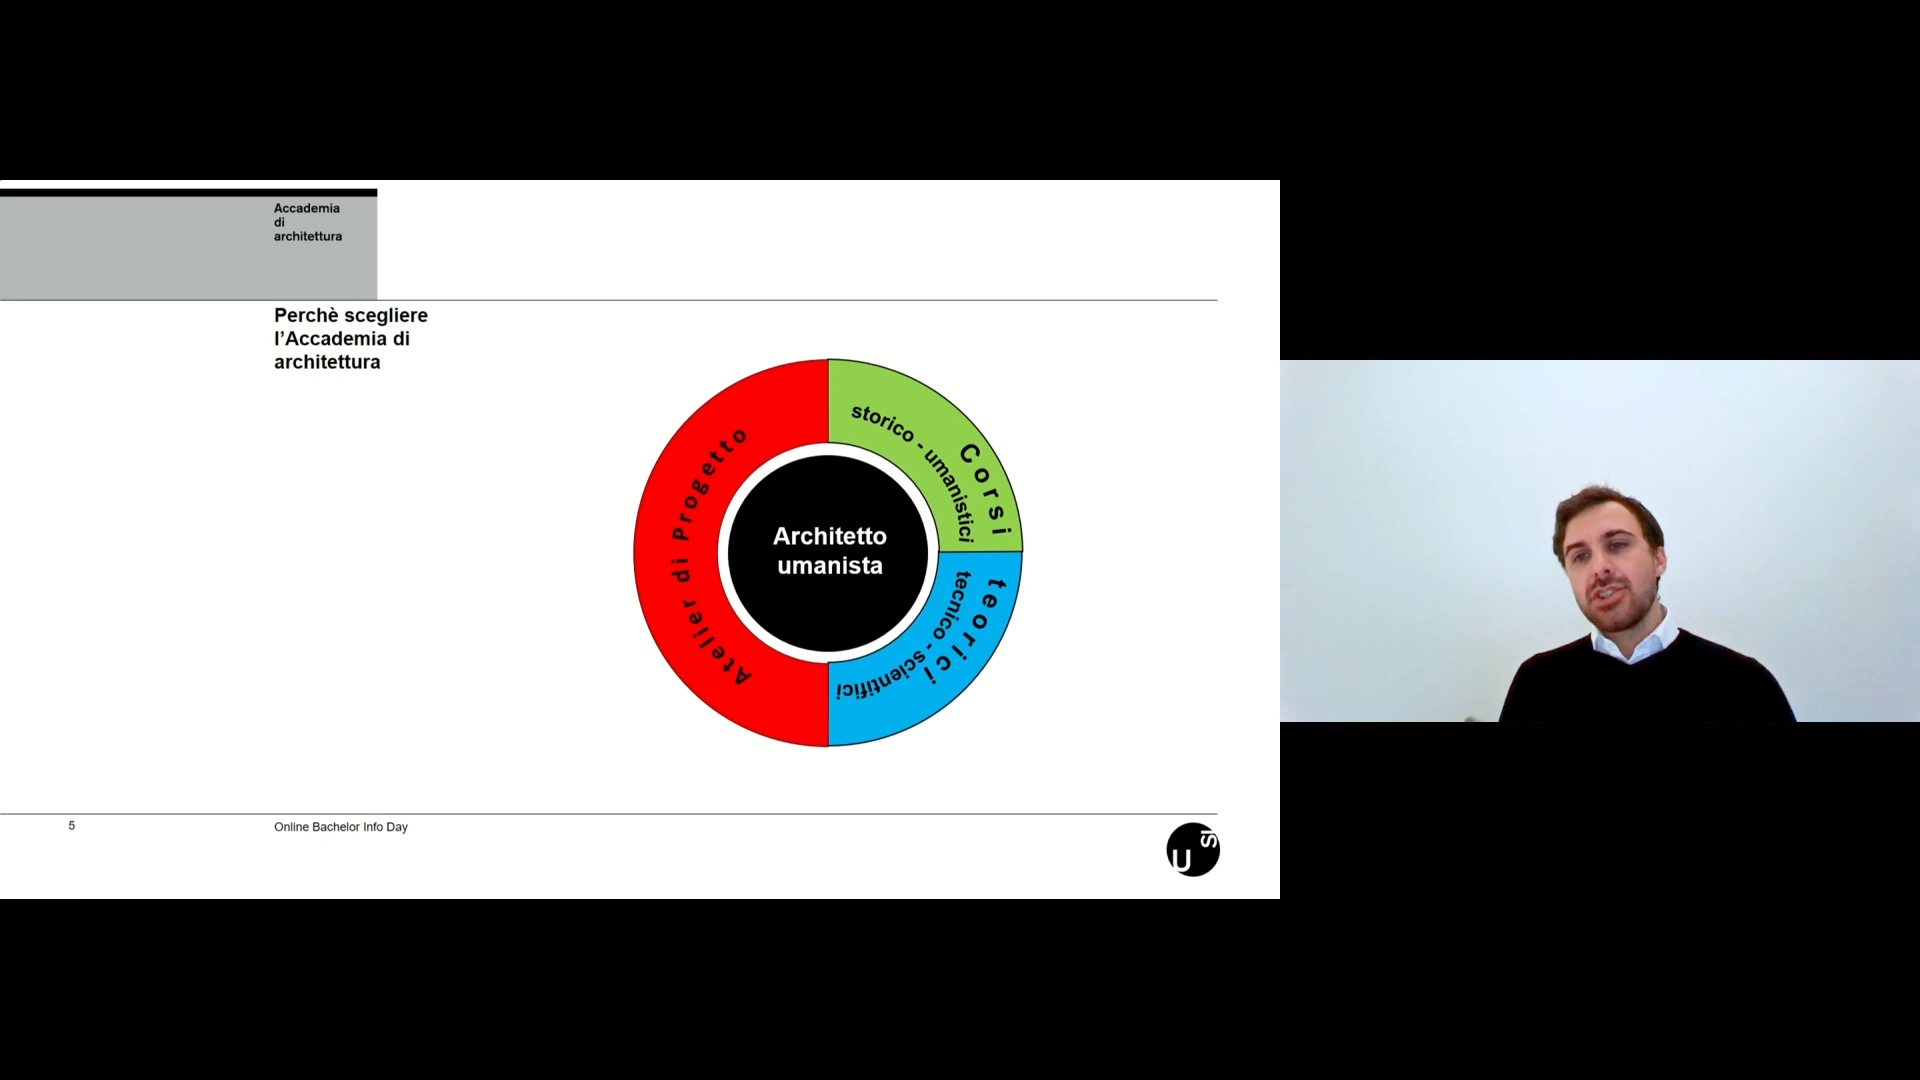 Accademia
di
architettura
Perchè scegliere
l’Accademia di
architettura
Atelier di Progetto
Corsi teorici
storico - umanistici
tecnico - scientifici
Architetto
umanista
5
Online Bachelor Info Day
U
SI